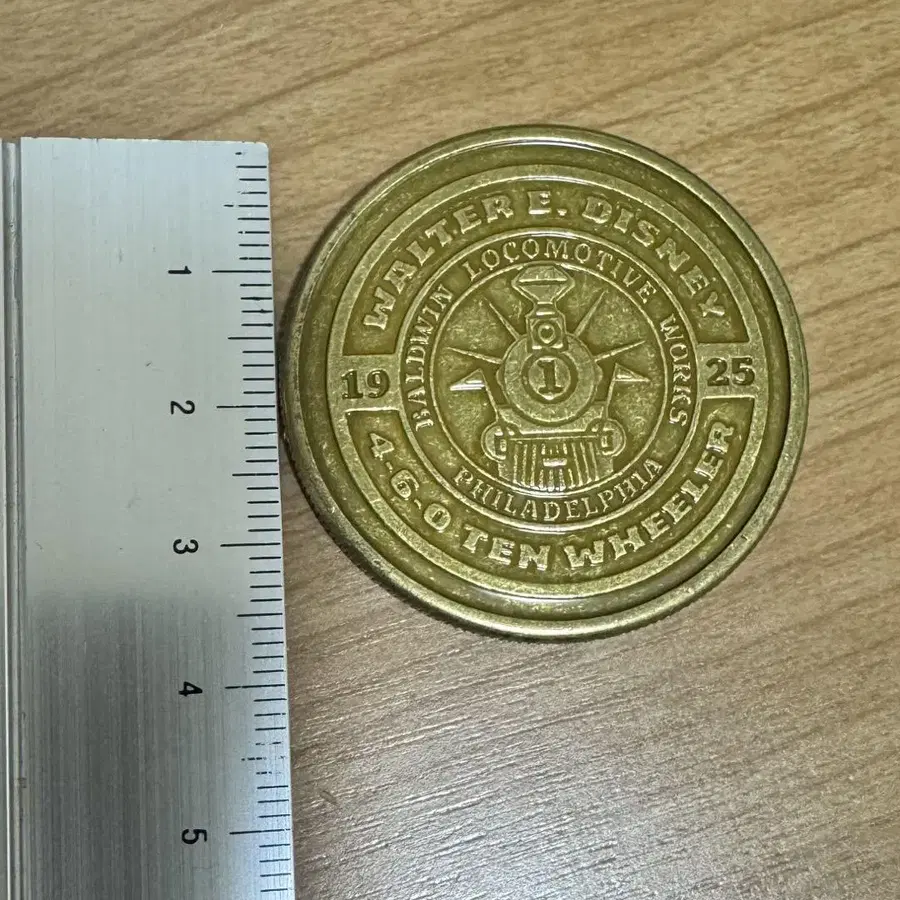 WALTER E. DISNEY
BALDWIN LOCOMOTIVE WORKS
1
19 25
PHILADELPHIA
4-6-0 TEN WHEELER
1
2
3
4
5